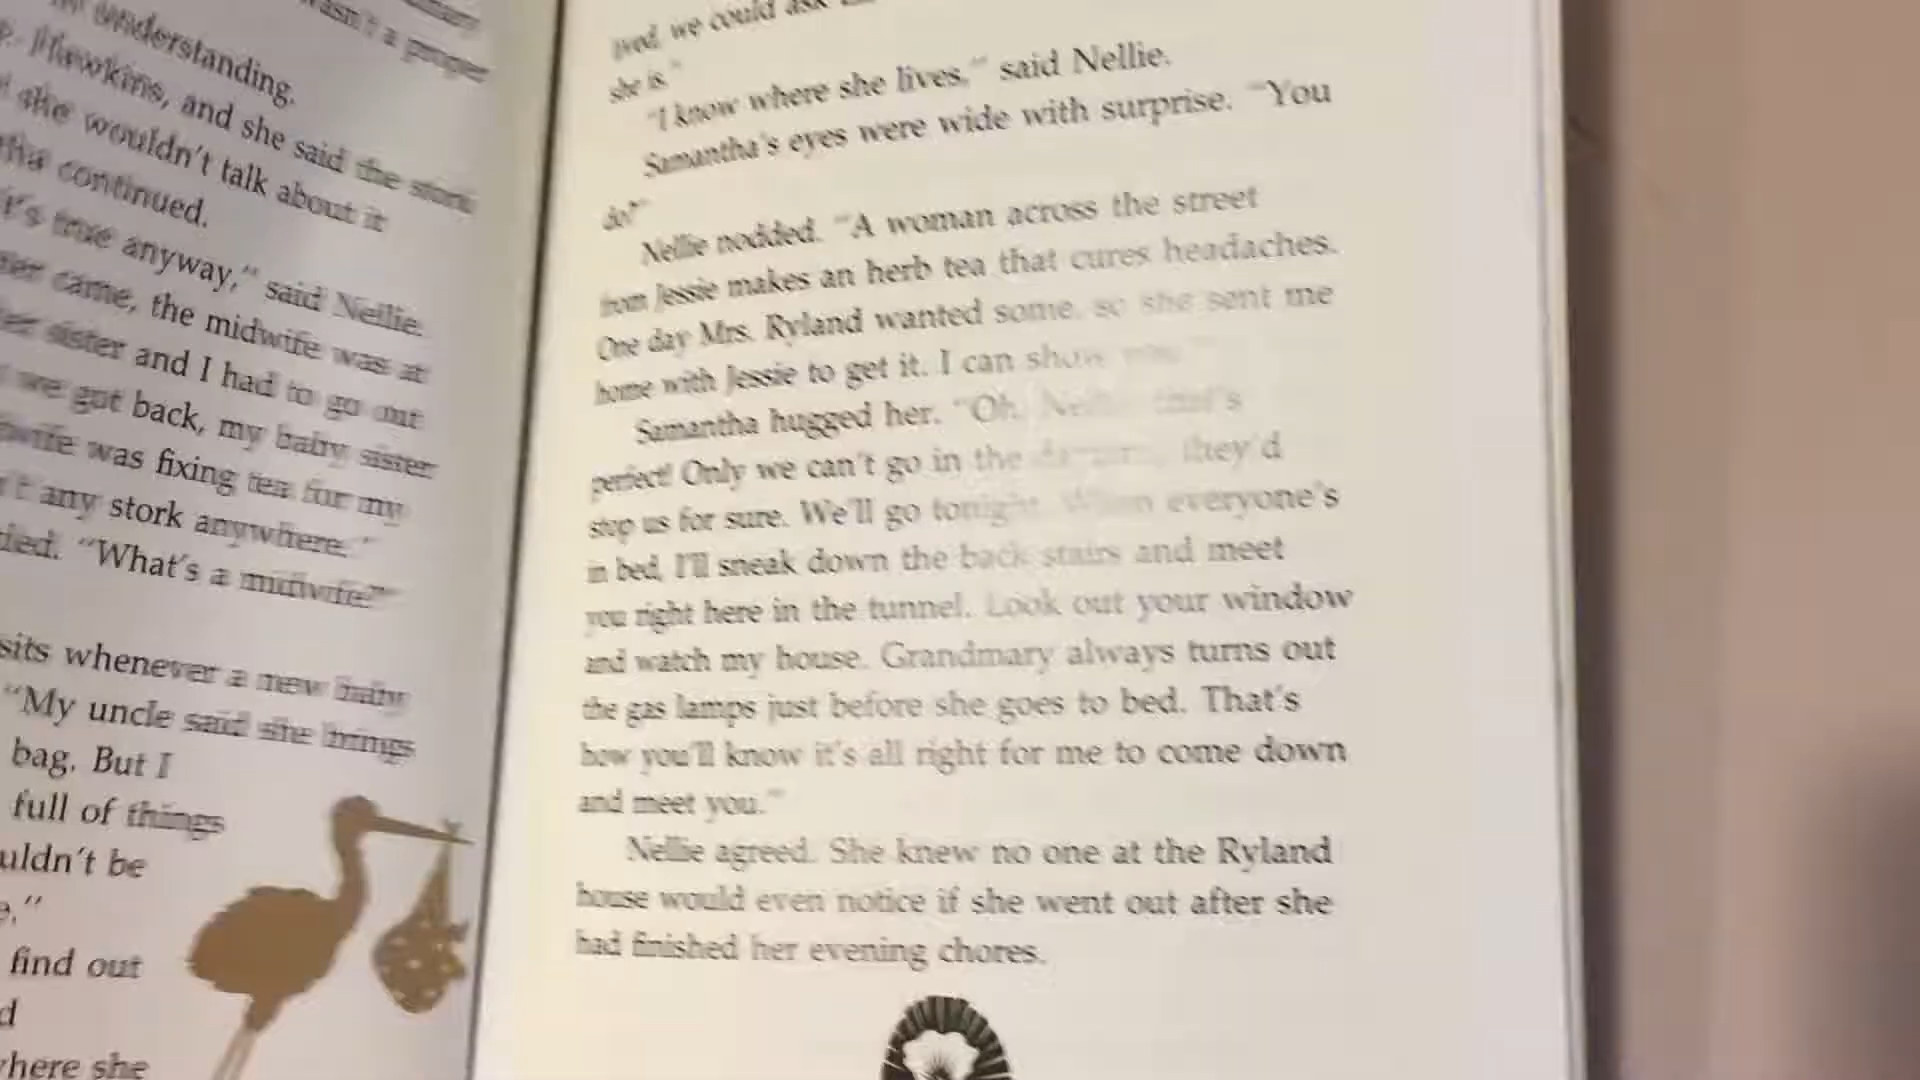 wasn't a proper
understanding.
Hawkins, and she said the stork
she wouldn't talk about it
continued.
it's true anyway," said Nellie.
came, the midwife was at
sister and I had to go out
we got back, my baby sister
was fixing tea for my
any stork anywhere."
"What's a midwife?"
sits whenever a new baby
"My uncle said she brings
bag. But I
full of things
be
find out
where she
we could ask
she is."
"I know where she lives," said Nellie.
Samantha's eyes were wide with surprise. "You
do?"
Nellie nodded. "A woman across the street
from Jessie makes an herb tea that cures headaches.
One day Mrs. Ryland wanted some, so she sent me
home with Jessie to get it. I can show you."
Samantha hugged her. "Oh, Nellie, that's
perfect! Only we can't go in the they'd
stop us for sure. We'll go tonight. When everyone's
in bed, I'll sneak down the back stairs and meet
you right here in the tunnel. Look out your window
and watch my house. Grandmary always turns out
the gas lamps just before she goes to bed. That's
how you'll know it's all right for me to come down
and meet you."
Nellie agreed. She knew no one at the Ryland
house would even notice if she went out after she
had finished her evening chores.